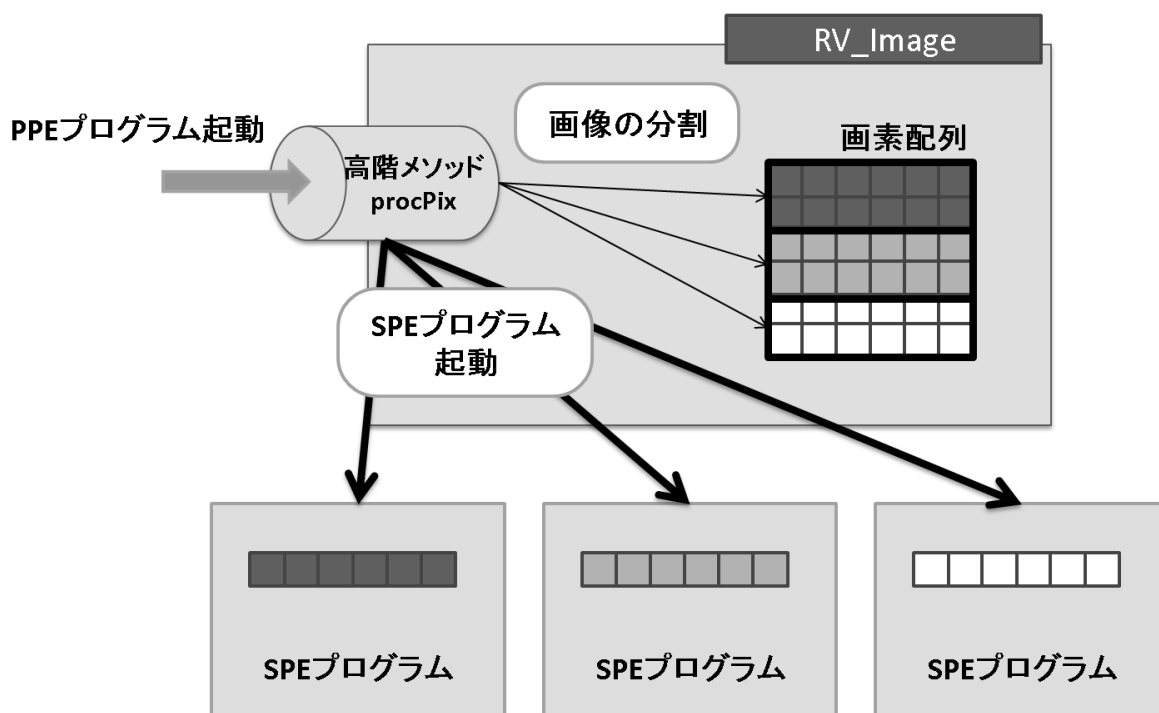 RV_Image
画像の分割
PPEプログラム起動
画素配列
高階メソッド
procPix
SPEプログラム
起動
SPEプログラム
SPEプログラム
SPEプログラム